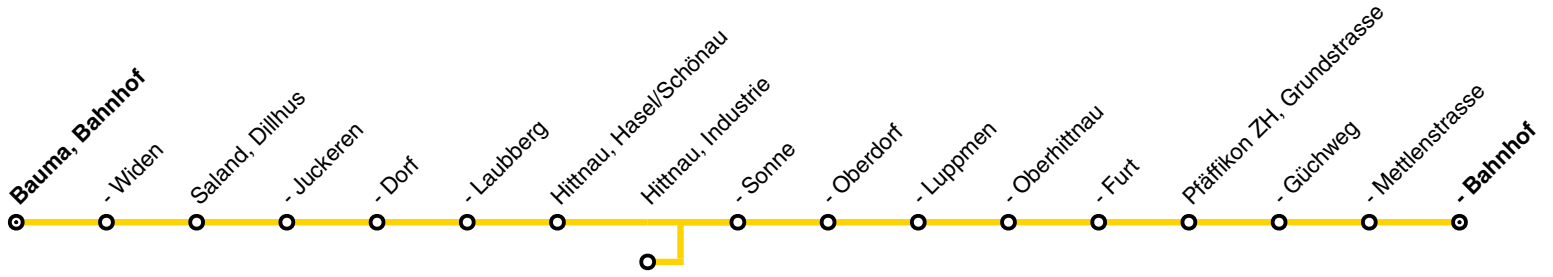 Bauma, Bahnhof
- Widen
Saland, Dillhus
- Juckeren
- Dorf
- Laubberg
Hittnau, Hasel/Schönau
Hittnau, Industrie
- Sonne
- Oberdorf
- Luppmen
- Oberhittnau
- Furt
Pfäffikon ZH, Grundstrasse
- Güchweg
- Mettlenstrasse
- Bahnhof